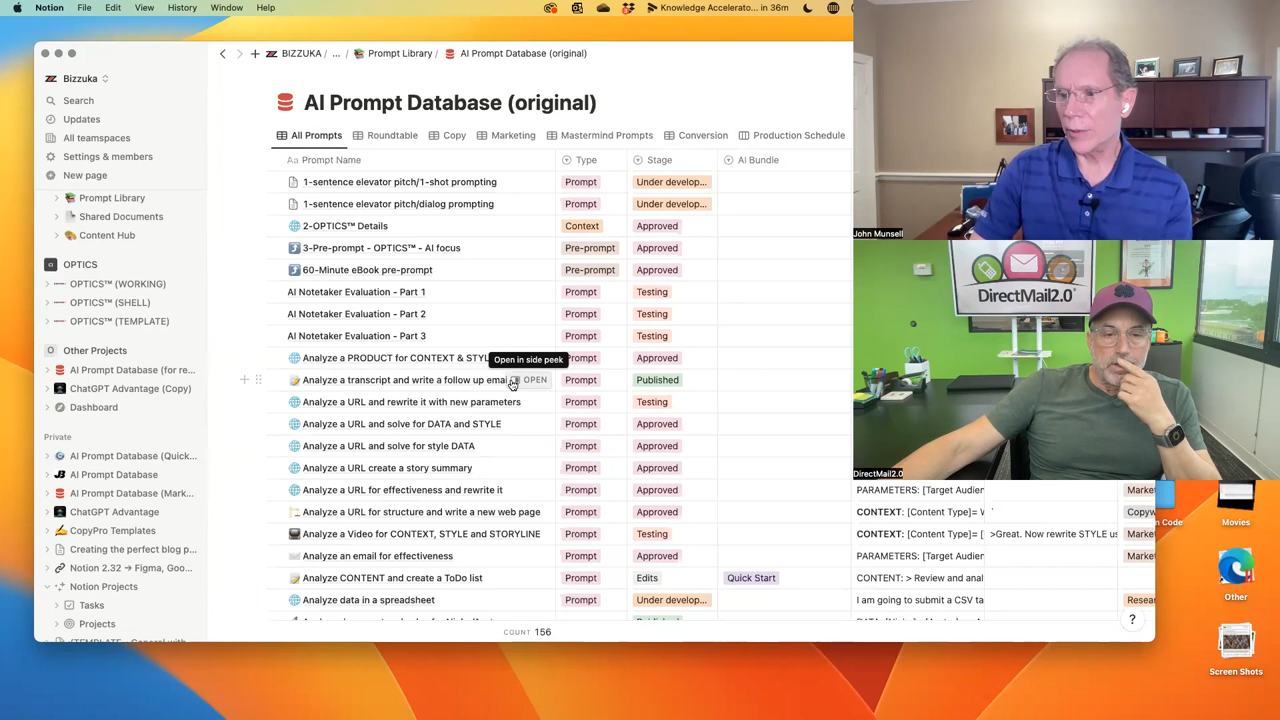 Notion File Edit View History Window Help
Knowledge Accelerato... in 36m
Bizzuka
BIZZUKA / ... / Prompt Library / AI Prompt Database (original)
Search
Updates
All teamspaces
Settings & members
New page
Prompt Library
Shared Documents
Content Hub
OPTICS
OPTICS™ (WORKING)
OPTICS™ (SHELL)
OPTICS™ (TEMPLATE)
Other Projects
AI Prompt Database (for re...
ChatGPT Advantage (Copy)
Dashboard
Private
AI Prompt Database (Quick...
AI Prompt Database
AI Prompt Database (Mark...
ChatGPT Advantage
CopyPro Templates
Creating the perfect blog p...
Notion 2.32 → Figma, Goo...
Notion Projects
Tasks
Projects
AI Prompt Database (original)
All Prompts Roundtable Copy Marketing Mastermind Prompts Conversion Production Schedule
Aa Prompt Name Type Stage AI Bundle
1-sentence elevator pitch/1-shot prompting Prompt Under develop...
1-sentence elevator pitch/dialog prompting Prompt Under develop...
2-OPTICS™ Details Context Approved
3-Pre-prompt - OPTICS™ - AI focus Pre-prompt Approved
60-Minute eBook pre-prompt Pre-prompt Approved
AI Notetaker Evaluation - Part 1 Prompt Testing
AI Notetaker Evaluation - Part 2 Prompt Testing
AI Notetaker Evaluation - Part 3 Prompt Testing
Open in side peek
Analyze a PRODUCT for CONTEXT & STYL Prompt Approved
Analyze a transcript and write a follow up emai OPEN Prompt Published
Analyze a URL and rewrite it with new parameters Prompt Testing
Analyze a URL and solve for DATA and STYLE Prompt Approved
Analyze a URL and solve for style DATA Prompt Approved
Analyze a URL create a story summary Prompt Approved
Analyze a URL for effectiveness and rewrite it Prompt Approved PARAMETERS: [Target Audien Market
Analyze a URL for structure and write a new web page Prompt Approved CONTEXT: [Content Type]= W ' Copyw
Analyze a Video for CONTEXT, STYLE and STORYLINE Prompt Testing CONTEXT: [Content Type]= [ >Great. Now rewrite STYLE us Market
Analyze an email for effectiveness Prompt Approved PARAMETERS: [Target Audien Market
Analyze CONTENT and create a ToDo list Prompt Edits Quick Start CONTENT: > Review and anal
Analyze data in a spreadsheet Prompt Under develop... I am going to submit a CSV ta Resear
COUNT 156
?
John Munsell
DirectMail2.0®
DirectMail2.0
n Code
Movies
Other
Screen Shots